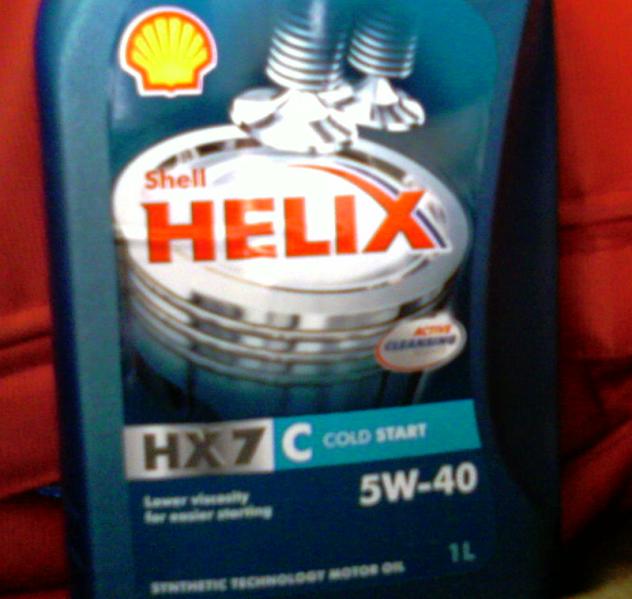 Shell
HELIX
ACTIVE
CLEANSING
HX7 C COLD START
5W-40
Lower viscosity
for easier starting
1L
SYNTHETIC TECHNOLOGY MOTOR OIL